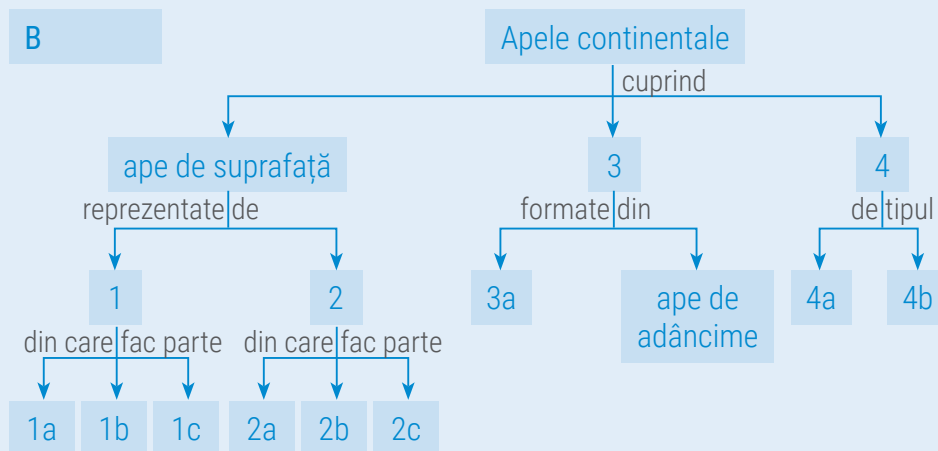 B
Apele continentale
cuprind
ape de suprafață
3
4
reprezentate de
formate din
de tipul
1
2
3a
ape de
adâncime
4a
4b
din care fac parte
din care fac parte
1a
1b
1c
2a
2b
2c